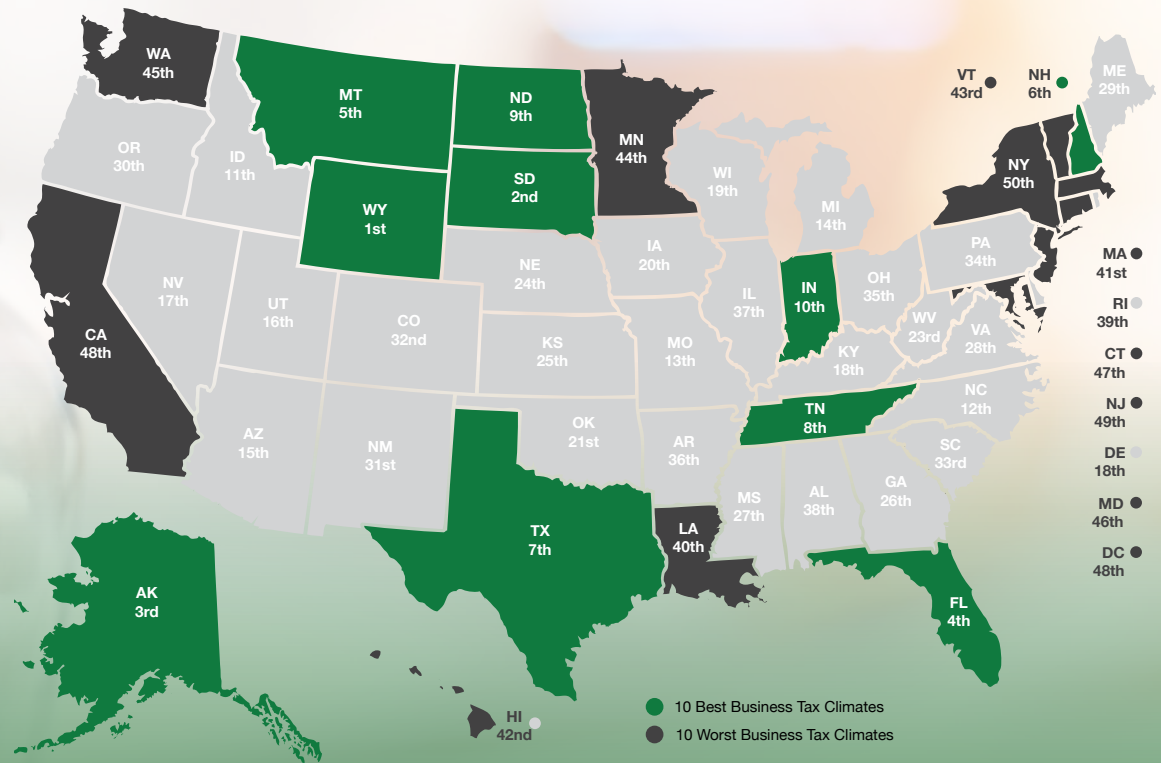 WA
45th
MT
5th
ND
9th
MN
44th
VT
43rd
NH
6th
ME
29th
OR
30th
ID
11th
SD
2nd
WI
19th
NY
50th
WY
1st
MI
14th
IA
20th
PA
34th
NE
24th
NV
17th
UT
16th
IL
37th
IN
10th
OH
35th
MA
41st
CA
48th
CO
32nd
KS
25th
MO
13th
WV
23rd
VA
28th
RI
39th
KY
18th
CT
47th
NC
12th
NJ
49th
TN
8th
AZ
15th
NM
31st
OK
21st
AR
36th
SC
33rd
DE
18th
GA
26th
MS
27th
AL
38th
MD
46th
LA
40th
TX
7th
DC
48th
AK
3rd
FL
4th
HI
42nd
10 Best Business Tax Climates
10 Worst Business Tax Climates